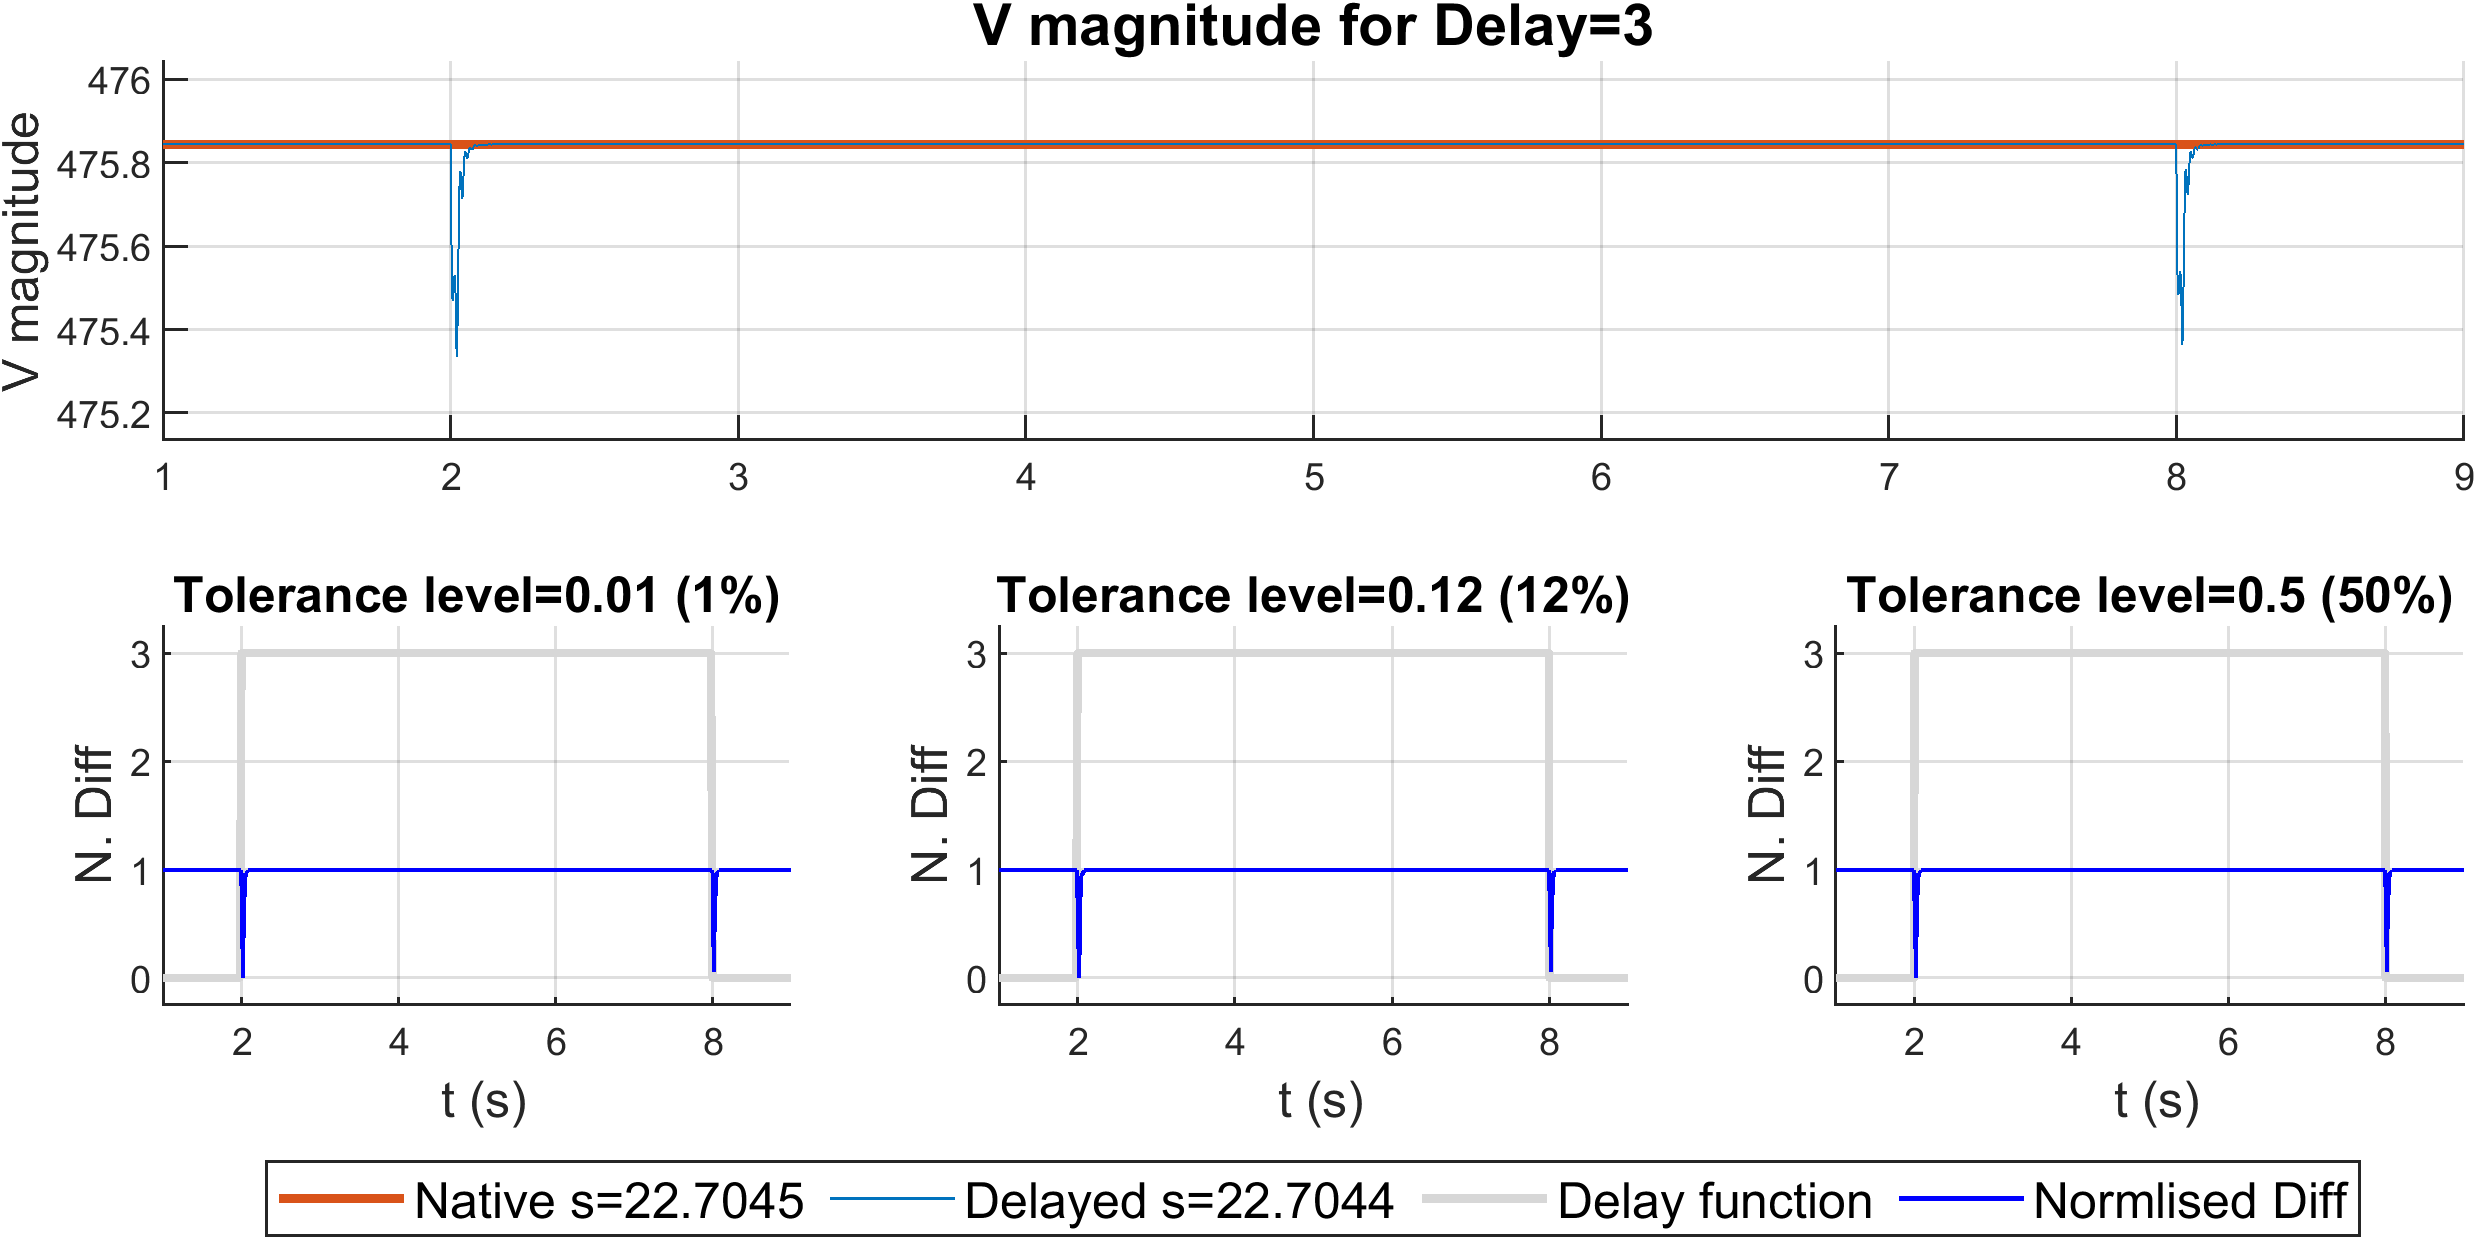 V magnitude for Delay=3
V magnitude
476
475.8
475.6
475.4
475.2
1 2 3 4 5 6 7 8 9
Tolerance level=0.01 (1%)
N. Diff
3
2
1
0
2 4 6 8
t (s)
Tolerance level=0.12 (12%)
N. Diff
3
2
1
0
2 4 6 8
t (s)
Tolerance level=0.5 (50%)
N. Diff
3
2
1
0
2 4 6 8
t (s)
Native s=22.7045 Delayed s=22.7044 Delay function Normlised Diff